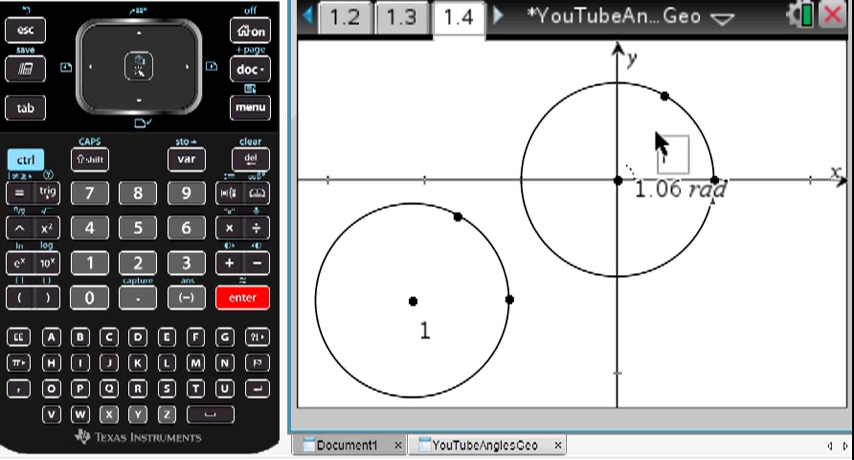 esc
save
tab
off
on
+ page
doc
menu
1.2 1.3 1.4 *YouTubeAn...Geo
ctrl
CAPS
shift
sto→
var
clear
del
= trig 7 8 9
^ x² 4 5 6 × ÷
ln log
eˣ 10ˣ 1 2 3 + −
capture ans
( ) 0 . (−) enter
EE A B C D E F G ?!
π H I J K L M N
, O P Q R S T U
V W X Y Z
TEXAS INSTRUMENTS
y
x
1.06 rad
1
Document1 × YouTubeAnglesGeo ×